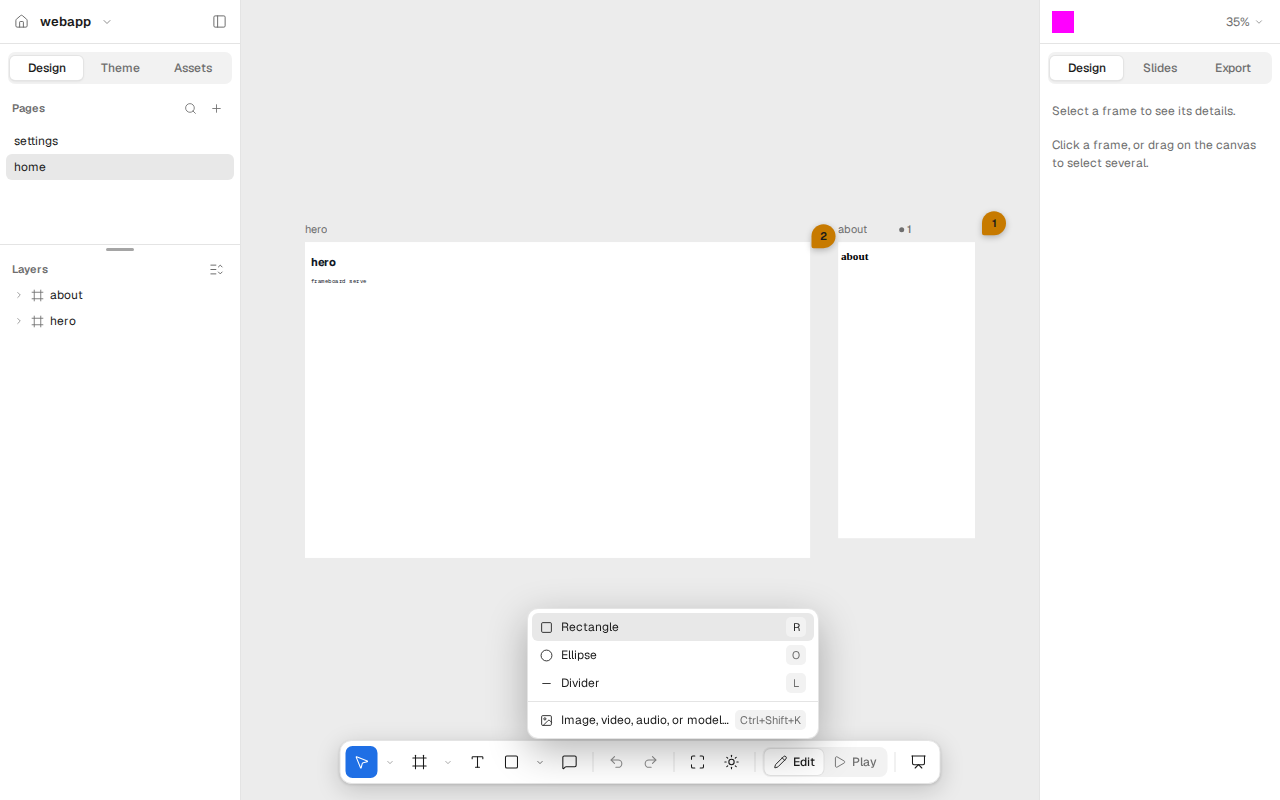 webapp
35%
Design
Theme
Assets
Design
Slides
Export
Pages
Select a frame to see its details.
settings
Click a frame, or drag on the canvas
to select several.
home
hero
2
about
1
1
hero
frameboard serve
about
Layers
about
hero
Rectangle
R
Ellipse
O
Divider
L
Image, video, audio, or model…
Ctrl+Shift+K
Edit
Play